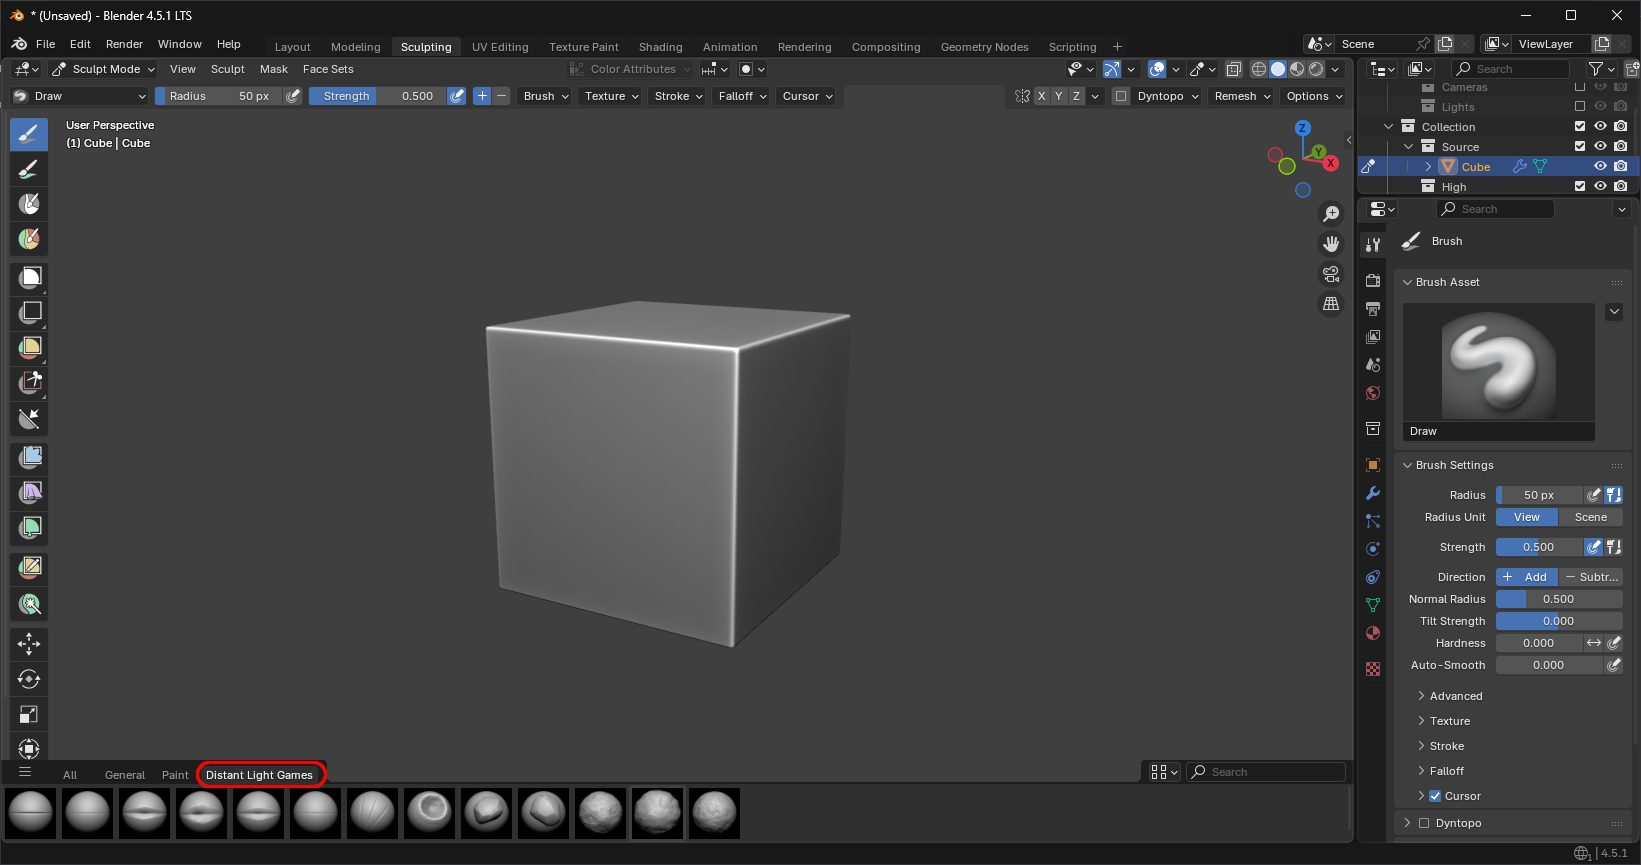 * (Unsaved) - Blender 4.5.1 LTS
File Edit Render Window Help Layout Modeling Sculpting UV Editing Texture Paint Shading Animation Rendering Compositing Geometry Nodes Scripting + Scene ViewLayer
Sculpt Mode View Sculpt Mask Face Sets Color Attributes Search
Draw Radius 50 px Strength 0.500 + − Brush Texture Stroke Falloff Cursor X Y Z Dyntopo Remesh Options
Cameras
Lights
Collection
Source
Cube
High
User Perspective
(1) Cube | Cube
Z
Y
X
Search
Brush
Brush Asset
Draw
Brush Settings
Radius 50 px
Radius Unit View Scene
Strength 0.500
Direction + Add − Subtr...
Normal Radius 0.500
Tilt Strength 0.000
Hardness 0.000
Auto-Smooth 0.000
Advanced
Texture
Stroke
Falloff
Cursor
Dyntopo
All General Paint Distant Light Games Search
4.5.1